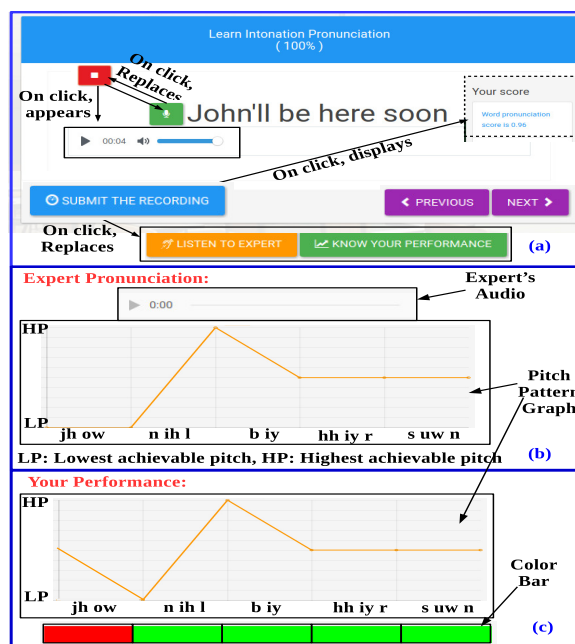 Learn Intonation Pronunciation
( 100% )
On click,
Replaces
On click,
appears
John'll be here soon
Your score
Word pronunciation
score is 0.96
00:04
On click, displays
SUBMIT THE RECORDING
PREVIOUS
NEXT
On click,
Replaces
LISTEN TO EXPERT
KNOW YOUR PERFORMANCE
(a)
Expert Pronunciation:
Expert's
Audio
0:00
HP
LP
jh ow
n ih l
b iy
hh iy r
s uw n
Pitch
Pattern
Graph
LP: Lowest achievable pitch, HP: Highest achievable pitch
(b)
Your Performance:
HP
LP
jh ow
n ih l
b iy
hh iy r
s uw n
Color
Bar
(c)